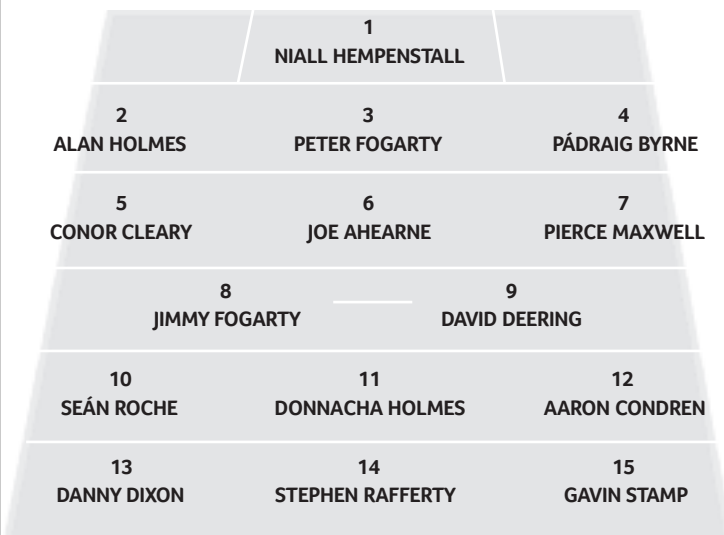 1
NIALL HEMPENSTALL
2 3 4
ALAN HOLMES PETER FOGARTY PÁDRAIG BYRNE
5 6 7
CONOR CLEARY JOE AHEARNE PIERCE MAXWELL
8 9
JIMMY FOGARTY DAVID DEERING
10 11 12
SEÁN ROCHE DONNACHA HOLMES AARON CONDREN
13 14 15
DANNY DIXON STEPHEN RAFFERTY GAVIN STAMP